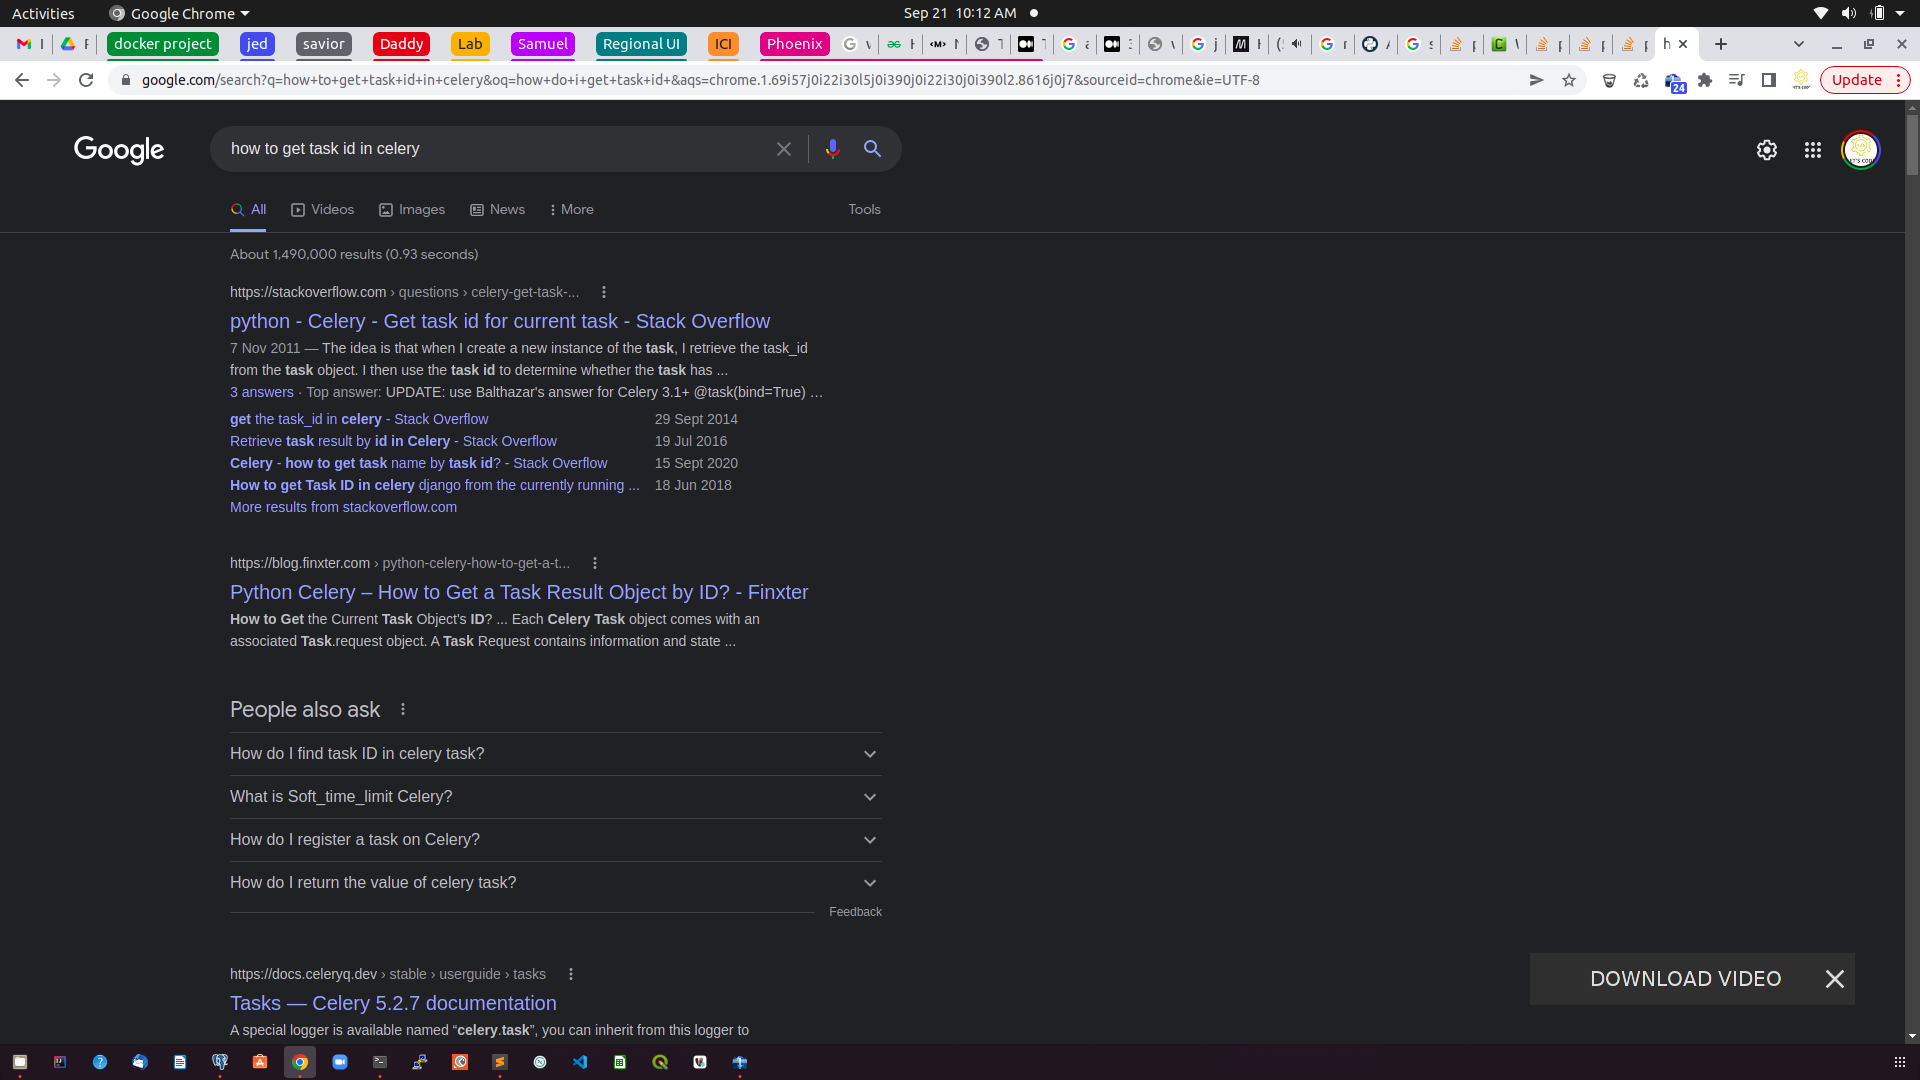 Activities
Google Chrome
Sep 21 10:12 AM
docker project
jed
savior
Daddy
Lab
Samuel
Regional UI
ICI
Phoenix
google.com/search?q=how+to+get+task+id+in+celery&oq=how+do+i+get+task+id+&aqs=chrome.1.69i57j0i22i30l5j0i390j0i22i30j0i390l2.8616j0j7&sourceid=chrome&ie=UTF-8
24
Update
Google
how to get task id in celery
All
Videos
Images
News
More
Tools
About 1,490,000 results (0.93 seconds)
https://stackoverflow.com › questions › celery-get-task-...
python - Celery - Get task id for current task - Stack Overflow
7 Nov 2011 — The idea is that when I create a new instance of the task, I retrieve the task_id
from the task object. I then use the task id to determine whether the task has ...
3 answers · Top answer: UPDATE: use Balthazar's answer for Celery 3.1+ @task(bind=True) …
get the task_id in celery - Stack Overflow 29 Sept 2014
Retrieve task result by id in Celery - Stack Overflow 19 Jul 2016
Celery - how to get task name by task id? - Stack Overflow 15 Sept 2020
How to get Task ID in celery django from the currently running ... 18 Jun 2018
More results from stackoverflow.com
https://blog.finxter.com › python-celery-how-to-get-a-t...
Python Celery – How to Get a Task Result Object by ID? - Finxter
How to Get the Current Task Object's ID? ... Each Celery Task object comes with an
associated Task.request object. A Task Request contains information and state ...
People also ask
How do I find task ID in celery task?
What is Soft_time_limit Celery?
How do I register a task on Celery?
How do I return the value of celery task?
Feedback
https://docs.celeryq.dev › stable › userguide › tasks
Tasks — Celery 5.2.7 documentation
A special logger is available named “celery.task”, you can inherit from this logger to
DOWNLOAD VIDEO